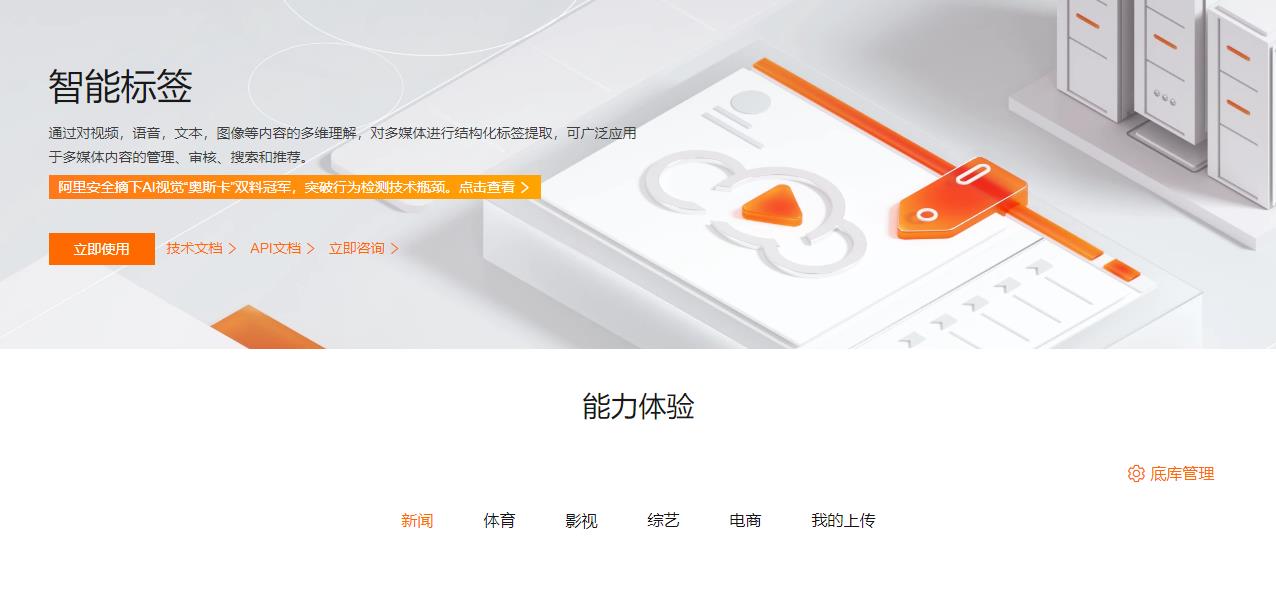 智能标签
通过对视频，语音，文本，图像等内容的多维理解，对多媒体进行结构化标签提取，可广泛应用
于多媒体内容的管理、审核、搜索和推荐。
阿里安全摘下AI视觉“奥斯卡”双料冠军，突破行为检测技术瓶颈。点击查看
立即使用 技术文档 API文档 立即咨询
能力体验
底库管理
新闻 体育 影视 综艺 电商 我的上传